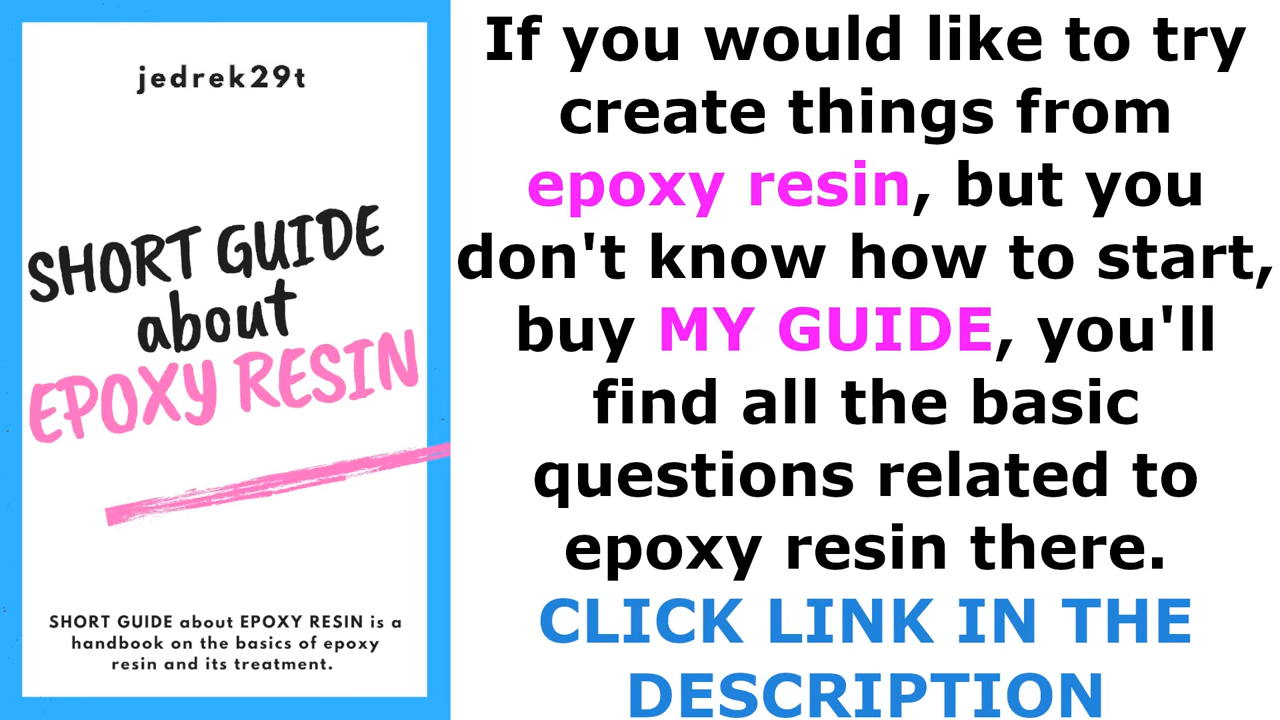 jedrek29t
SHORT GUIDE
about
EPOXY RESIN
SHORT GUIDE about EPOXY RESIN is a
handbook on the basics of epoxy
resin and its treatment.
If you would like to try
create things from
epoxy resin, but you
don't know how to start,
buy MY GUIDE, you'll
find all the basic
questions related to
epoxy resin there.
CLICK LINK IN THE
DESCRIPTION